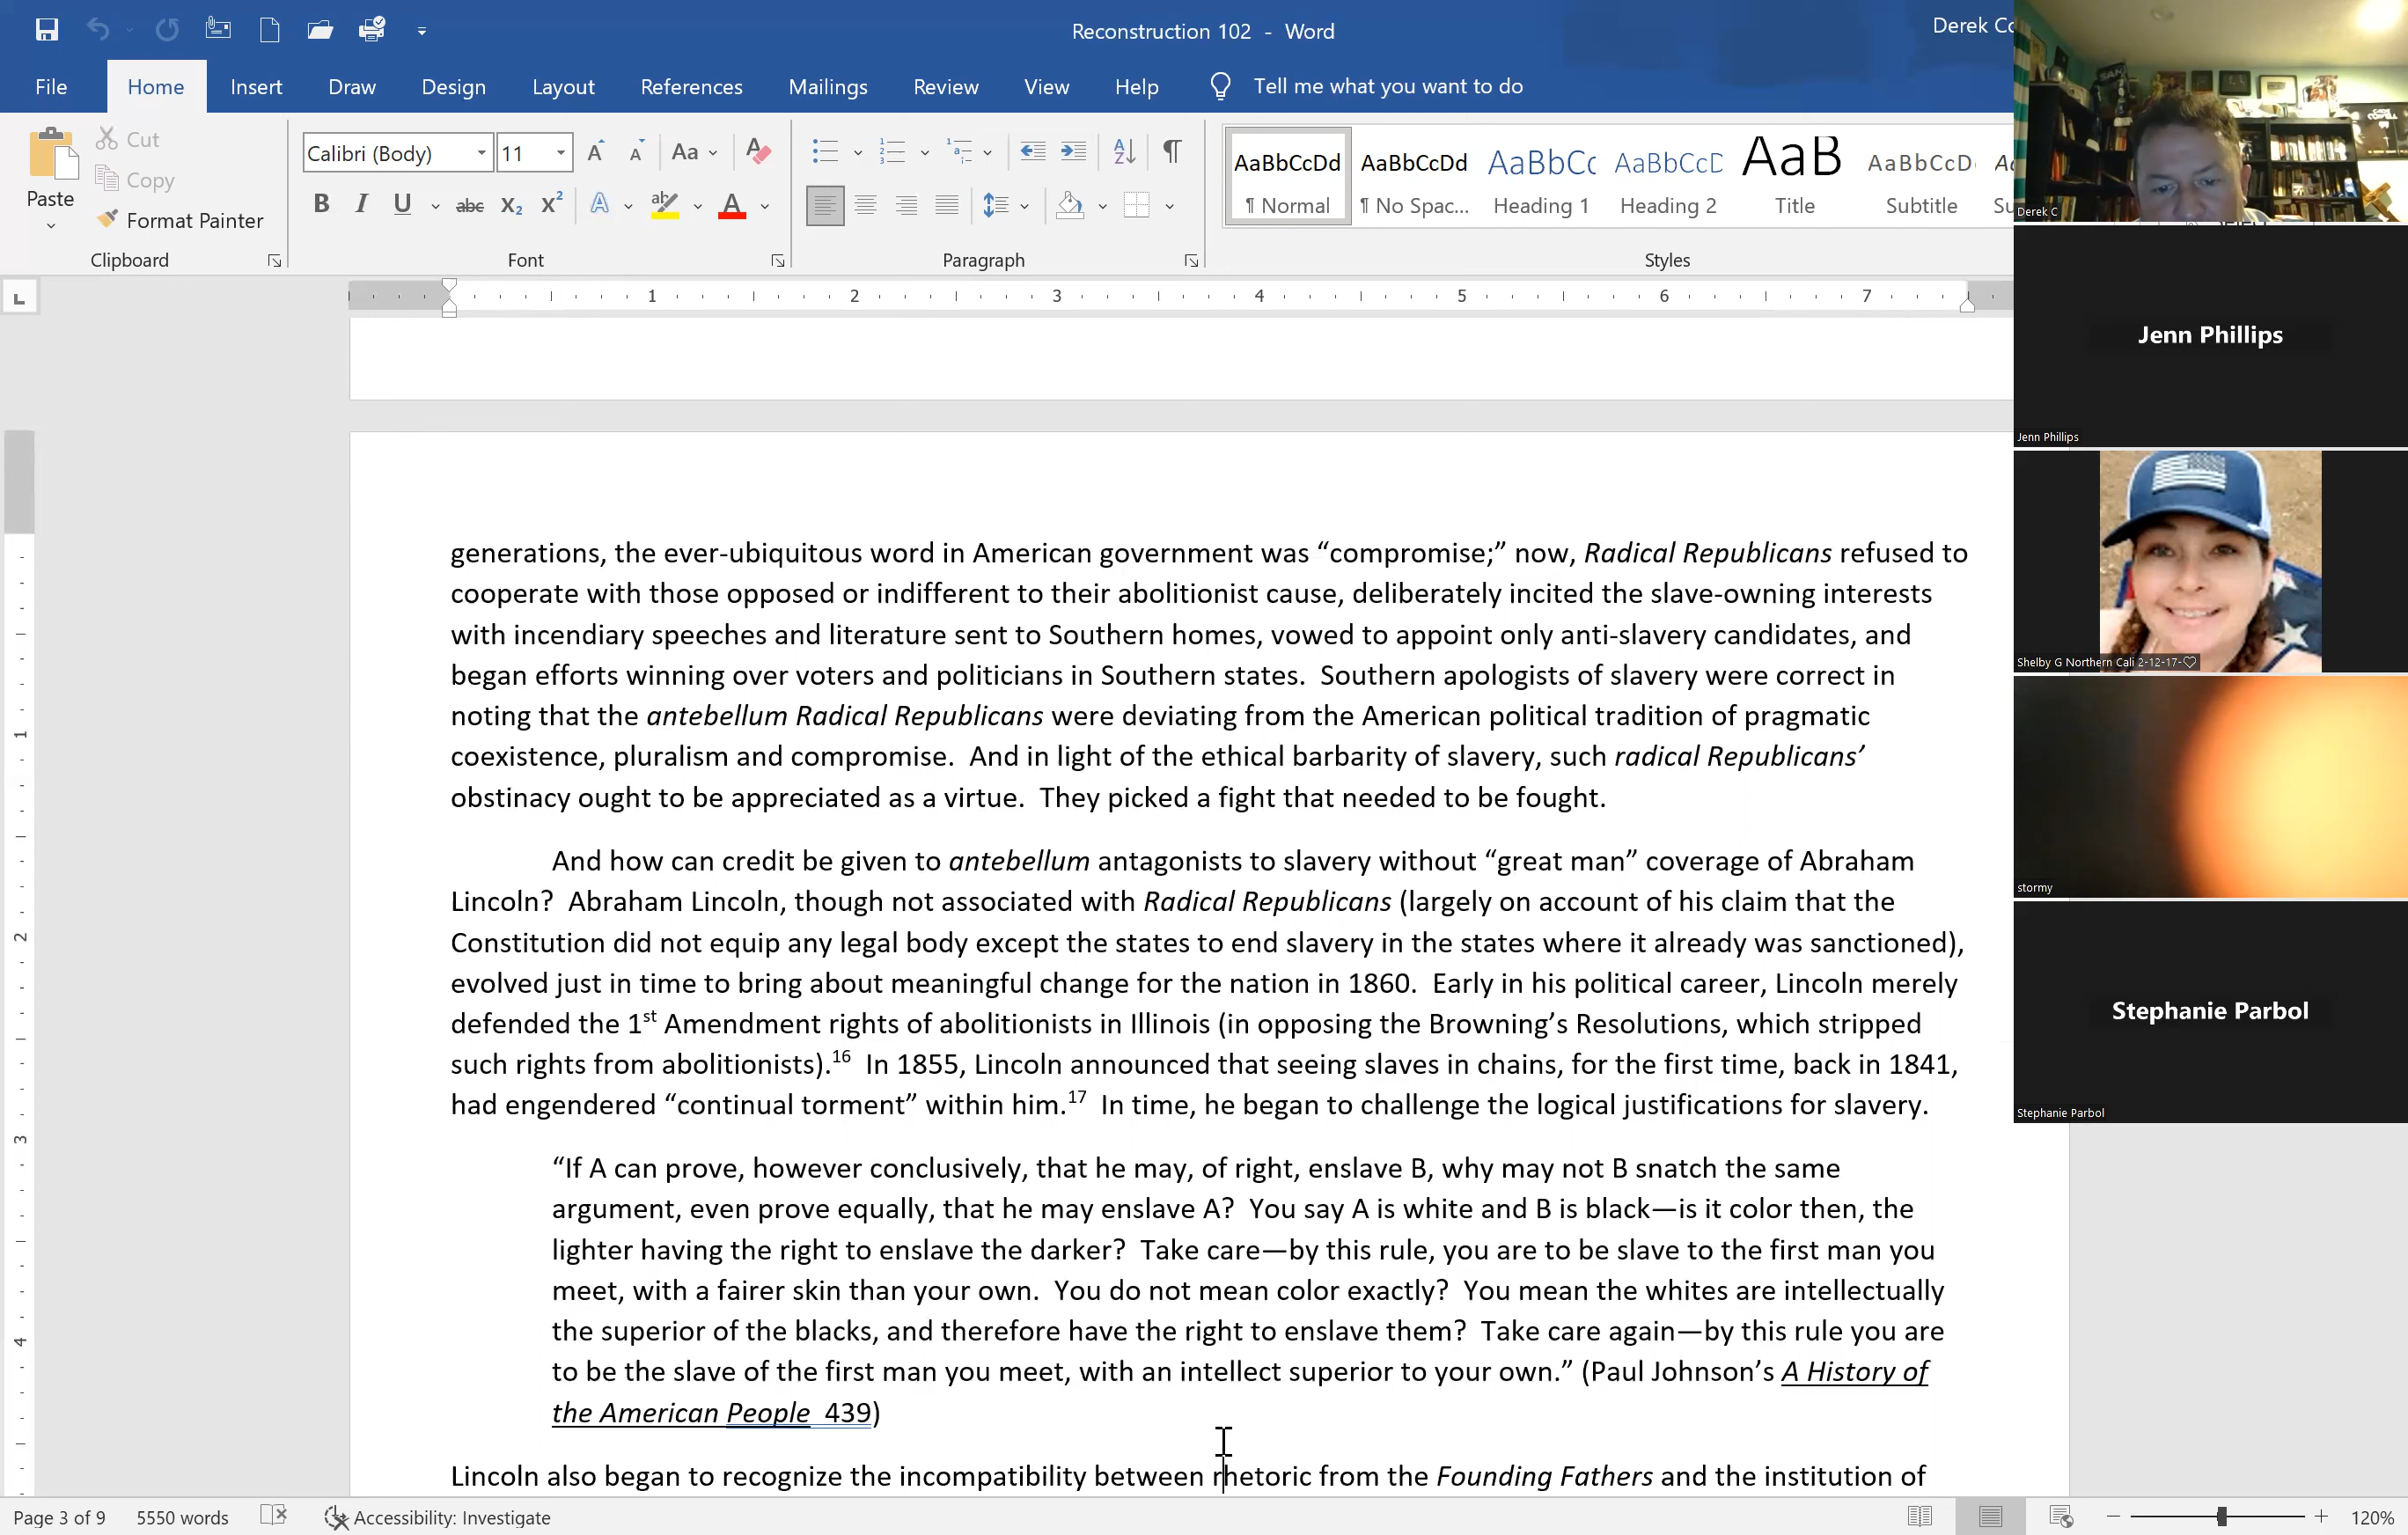 Reconstruction 102 - Word
Derek Co
File Home Insert Draw Design Layout References Mailings Review View Help Tell me what you want to do
Paste
Cut
Copy
Format Painter
Clipboard
Calibri (Body) 11
Font
Paragraph
AaBbCcDd AaBbCcDd AaBbCc AaBbCcD AaB AaBbCcD
¶ Normal ¶ No Spac... Heading 1 Heading 2 Title Subtitle Su
Styles
1 2 3 4 5 6 7
generations, the ever-ubiquitous word in American government was “compromise;” now, Radical Republicans refused to
cooperate with those opposed or indifferent to their abolitionist cause, deliberately incited the slave-owning interests
with incendiary speeches and literature sent to Southern homes, vowed to appoint only anti-slavery candidates, and
began efforts winning over voters and politicians in Southern states.  Southern apologists of slavery were correct in
noting that the antebellum Radical Republicans were deviating from the American political tradition of pragmatic
coexistence, pluralism and compromise.  And in light of the ethical barbarity of slavery, such radical Republicans’
obstinacy ought to be appreciated as a virtue.  They picked a fight that needed to be fought.
And how can credit be given to antebellum antagonists to slavery without “great man” coverage of Abraham
Lincoln?  Abraham Lincoln, though not associated with Radical Republicans (largely on account of his claim that the
Constitution did not equip any legal body except the states to end slavery in the states where it already was sanctioned),
evolved just in time to bring about meaningful change for the nation in 1860.  Early in his political career, Lincoln merely
defended the 1st Amendment rights of abolitionists in Illinois (in opposing the Browning’s Resolutions, which stripped
such rights from abolitionists).16  In 1855, Lincoln announced that seeing slaves in chains, for the first time, back in 1841,
had engendered “continual torment” within him.17  In time, he began to challenge the logical justifications for slavery.
“If A can prove, however conclusively, that he may, of right, enslave B, why may not B snatch the same
argument, even prove equally, that he may enslave A?  You say A is white and B is black—is it color then, the
lighter having the right to enslave the darker?  Take care—by this rule, you are to be slave to the first man you
meet, with a fairer skin than your own.  You do not mean color exactly?  You mean the whites are intellectually
the superior of the blacks, and therefore have the right to enslave them?  Take care again—by this rule you are
to be the slave of the first man you meet, with an intellect superior to your own.” (Paul Johnson’s A History of
the American People  439)
Lincoln also began to recognize the incompatibility between rhetoric from the Founding Fathers and the institution of
1
2
3
4
Page 3 of 9 5550 words Accessibility: Investigate 120%
Derek C
Jenn Phillips
Jenn Phillips
Shelby G Northern Cali 2-12-17-♡
stormy
Stephanie Parbol
Stephanie Parbol